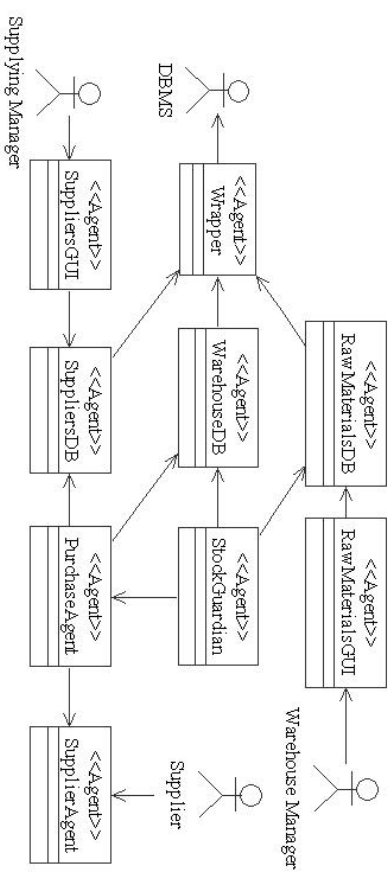 <<Agent>>
RawMaterialsDB
<<Agent>>
RawMaterialsGUI
Warehouse Manager
DBMS
<<Agent>>
Wrapper
<<Agent>>
WarehouseDB
<<Agent>>
StockGuardian
Supplier
Supplying Manager
<<Agent>>
SuppliersGUI
<<Agent>>
SuppliersDB
<<Agent>>
PurchaseAgent
<<Agent>>
SupplierAgent